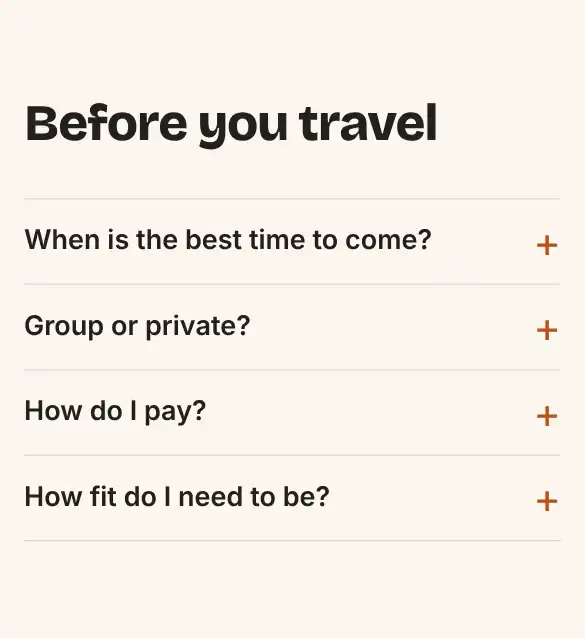 Before you travel
When is the best time to come?
+
Group or private?
+
How do I pay?
+
How fit do I need to be?
+